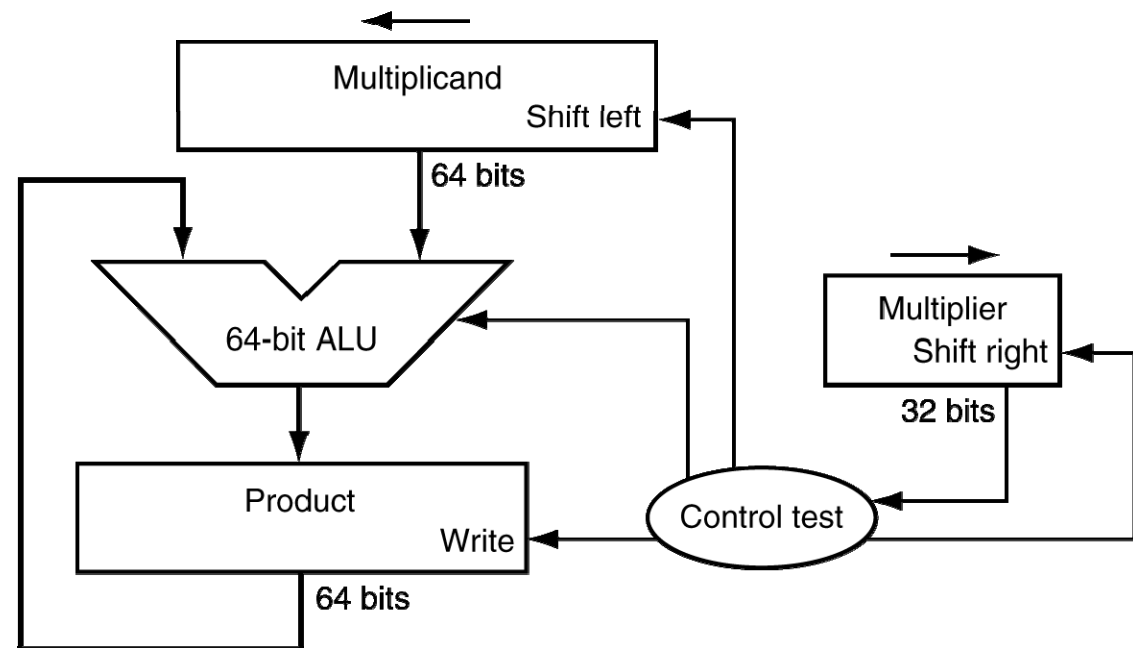 Multiplicand
Shift left
64 bits
64-bit ALU
Multiplier
Shift right
32 bits
Product
Write
Control test
64 bits